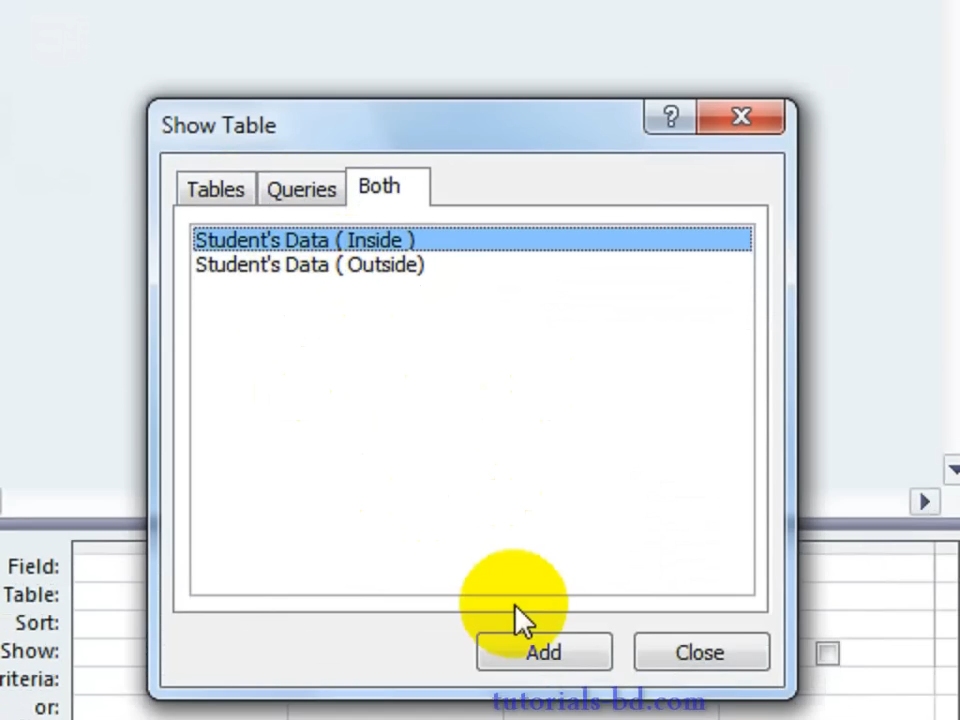 Show Table
?
Tables Queries Both
Student's Data ( Inside )
Student's Data ( Outside)
Add Close
Field:
Table:
Sort:
Show:
riteria:
or:
tutorials-bd.com